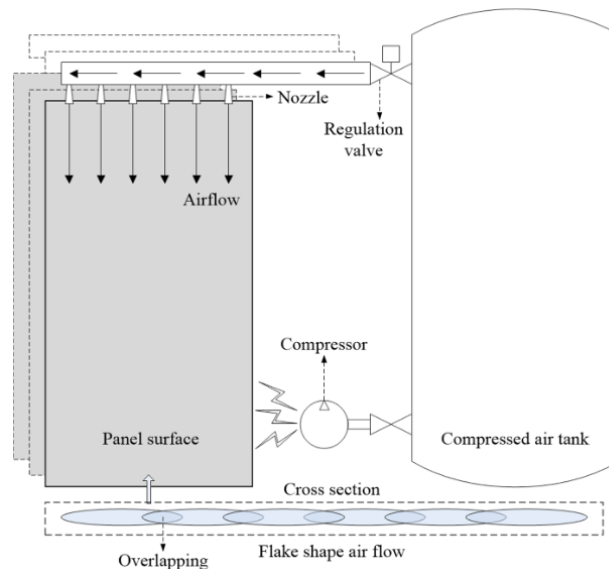 Nozzle
Regulation
valve
Airflow
Compressor
Panel surface
Compressed air tank
Cross section
Overlapping
Flake shape air flow